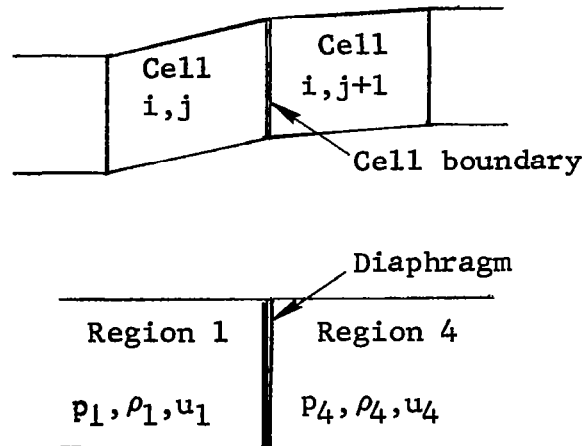 Cell
i,j
Cell
i,j+1
Cell boundary
Diaphragm
Region 1
Region 4
p₁,ρ₁,u₁
p₄,ρ₄,u₄